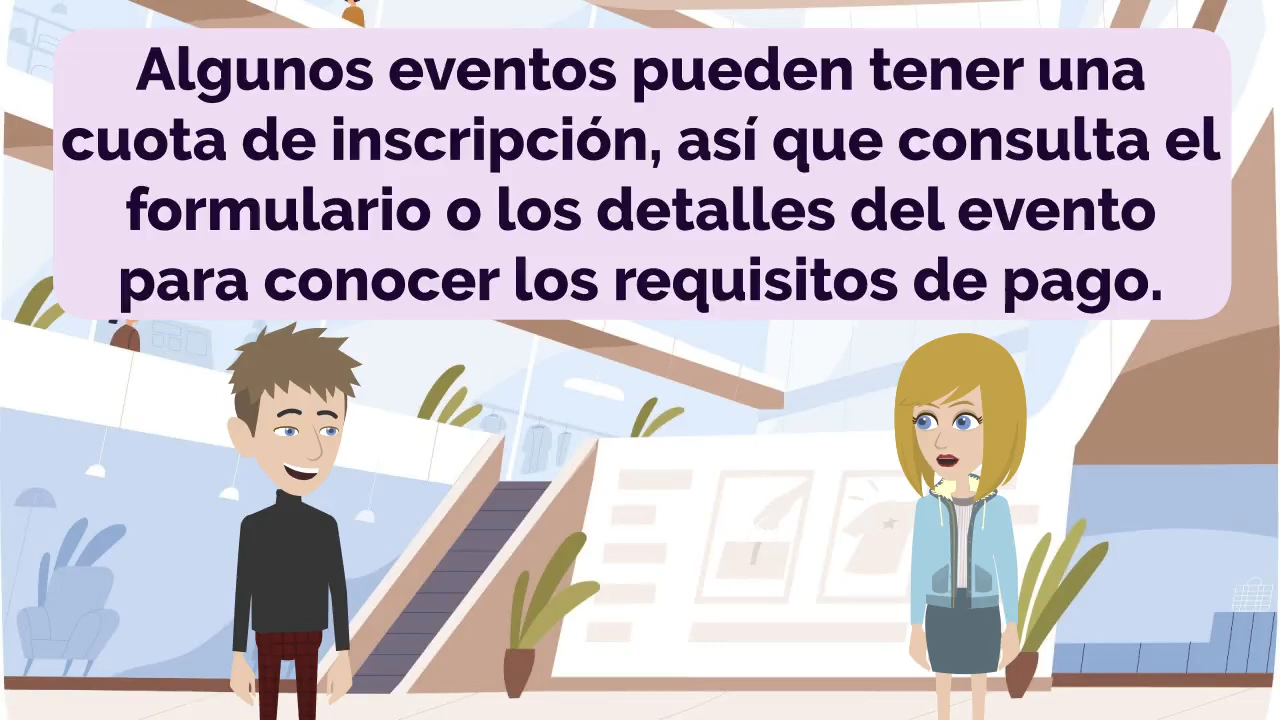 Algunos eventos pueden tener una
cuota de inscripción, así que consulta el
formulario o los detalles del evento
para conocer los requisitos de pago.